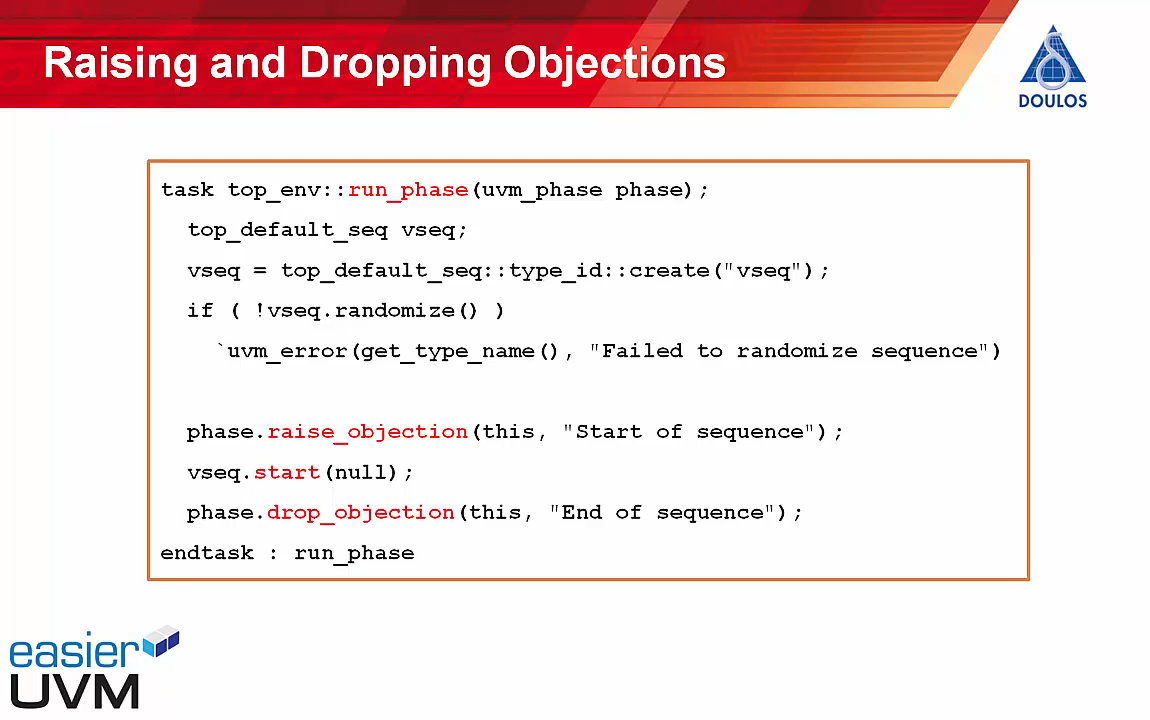 Raising and Dropping Objections
DOULOS
task top_env::run_phase(uvm_phase phase);
top_default_seq vseq;
vseq = top_default_seq::type_id::create("vseq");
if ( !vseq.randomize() )
`uvm_error(get_type_name(), "Failed to randomize sequence")
phase.raise_objection(this, "Start of sequence");
vseq.start(null);
phase.drop_objection(this, "End of sequence");
endtask : run_phase
easier
UVM